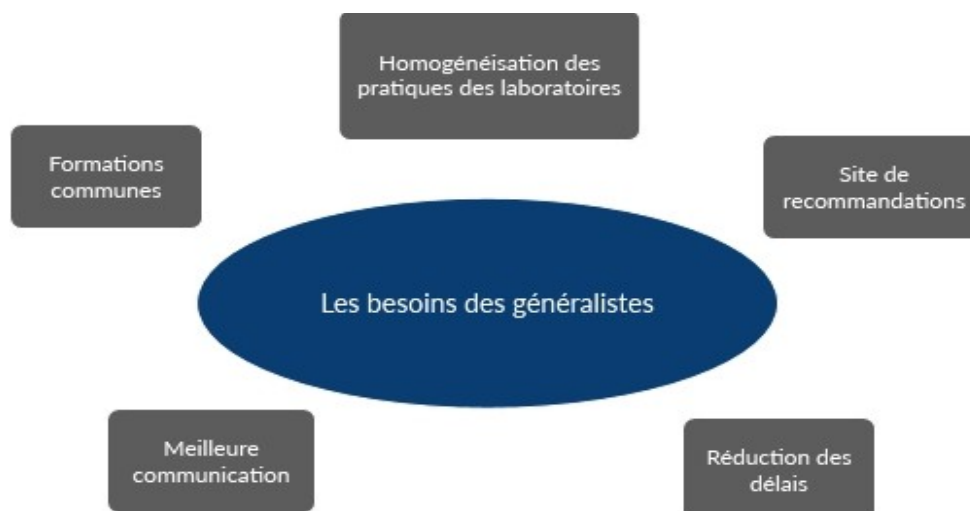 Homogénéisation des
pratiques des laboratoires
Formations
communes
Site de
recommandations
Les besoins des généralistes
Meilleure
communication
Réduction des
délais